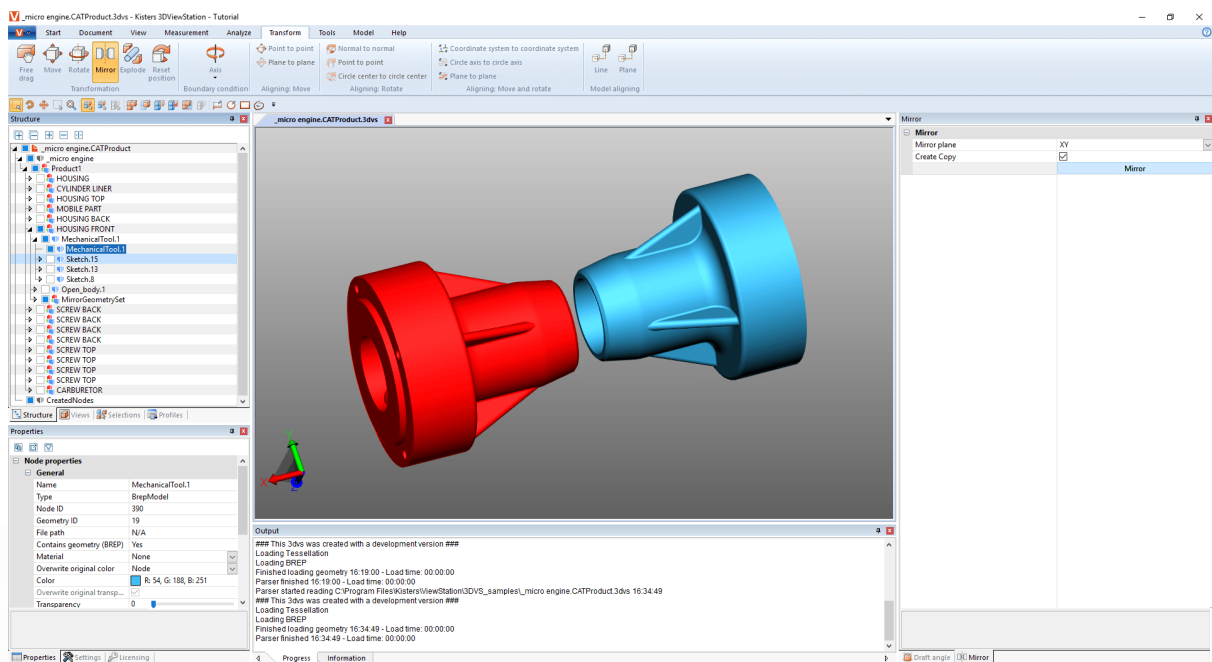 _micro engine.CATProduct.3dvs - Kisters 3DViewStation - Tutorial
Start Document View Measurement Analyze Transform Tools Model Help
Free drag
Move
Rotate
Mirror
Explode
Reset position
Transformation
Axis
Boundary condition
Point to point
Plane to plane
Aligning: Move
Normal to normal
Point to point
Circle center to circle center
Aligning: Rotate
Coordinate system to coordinate system
Circle axis to circle axis
Plane to plane
Aligning: Move and rotate
Line
Plane
Model aligning
Structure
_micro engine.CATProduct
_micro engine
Product1
HOUSING
CYLINDER LINER
HOUSING TOP
MOBILE PART
HOUSING BACK
HOUSING FRONT
MechanicalTool.1
MechanicalTool.1
Sketch.15
Sketch.13
Sketch.8
Open_body.1
MirrorGeometrySet
SCREW BACK
SCREW BACK
SCREW BACK
SCREW BACK
SCREW TOP
SCREW TOP
SCREW TOP
SCREW TOP
CARBURETOR
CreatedNodes
Structure Views Selections Profiles
Properties
Node properties
General
Name MechanicalTool.1
Type BrepModel
Node ID 390
Geometry ID 19
File path N/A
Contains geometry (BREP) Yes
Material None
Overwrite original color Node
Color R: 54, G: 188, B: 251
Overwrite original transp...
Transparency 0
Properties Settings Licensing
_micro engine.CATProduct.3dvs
X
Z
Output
### This 3dvs was created with a development version ###
Loading Tessellation
Loading BREP
Finished loading geometry 16:19:00 - Load time: 00:00:00
Parser finished 16:19:00 - Load time: 00:00:00
Parser started reading C:\Program Files\Kisters\ViewStation\3DVS_samples\_micro engine.CATProduct.3dvs 16:34:49
### This 3dvs was created with a development version ###
Loading Tessellation
Loading BREP
Finished loading geometry 16:34:49 - Load time: 00:00:00
Parser finished 16:34:49 - Load time: 00:00:00
Progress Information
Mirror
Mirror
Mirror plane XY
Create Copy
Mirror
Draft angle Mirror